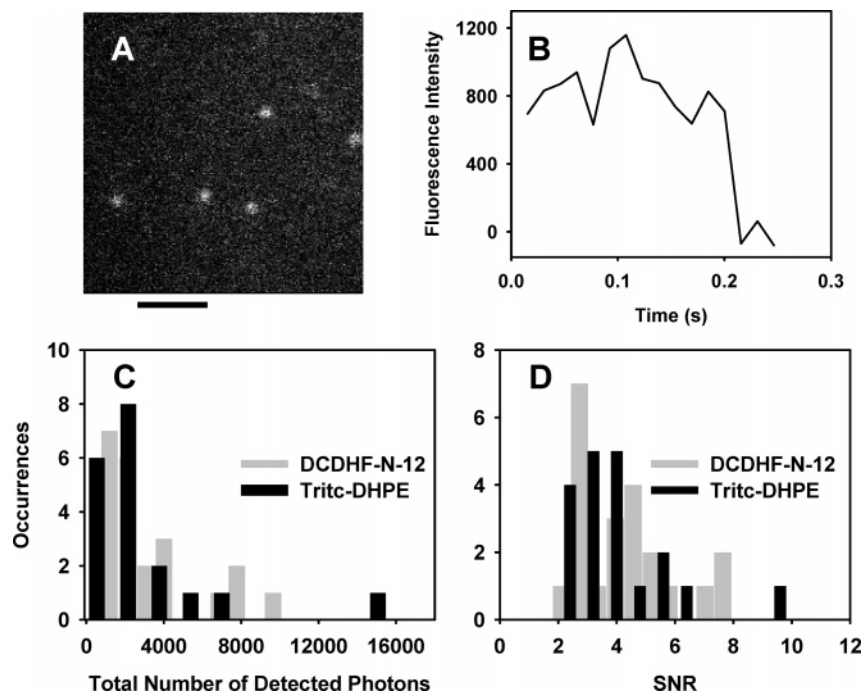 A
B
Fluorescence Intensity
1200
800
400
0
0.0 0.1 0.2 0.3
Time (s)
C
Occurrences
10
8
6
4
2
0
DCDHF-N-12
Tritc-DHPE
0 4000 8000 12000 16000
Total Number of Detected Photons
D
8
6
4
2
0
DCDHF-N-12
Tritc-DHPE
0 2 4 6 8 10 12
SNR